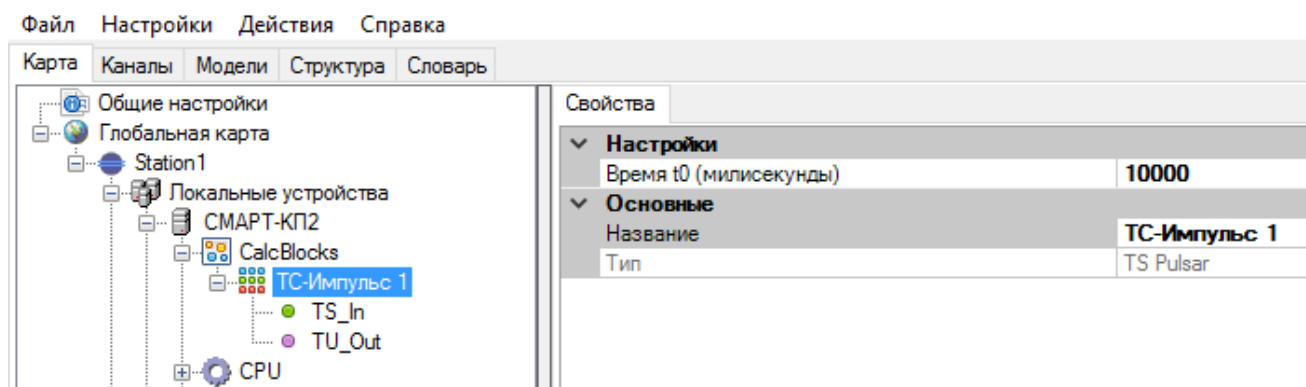 Файл Настройки Действия Справка
Карта Каналы Модели Структура Словарь
Общие настройки
Глобальная карта
Station1
Локальные устройства
СМАРТ-КП2
CalcBlocks
ТС-Импульс 1
TS_In
TU_Out
CPU
Свойства
Настройки
Время t0 (милисекунды) 10000
Основные
Название ТС-Импульс 1
Тип TS Pulsar